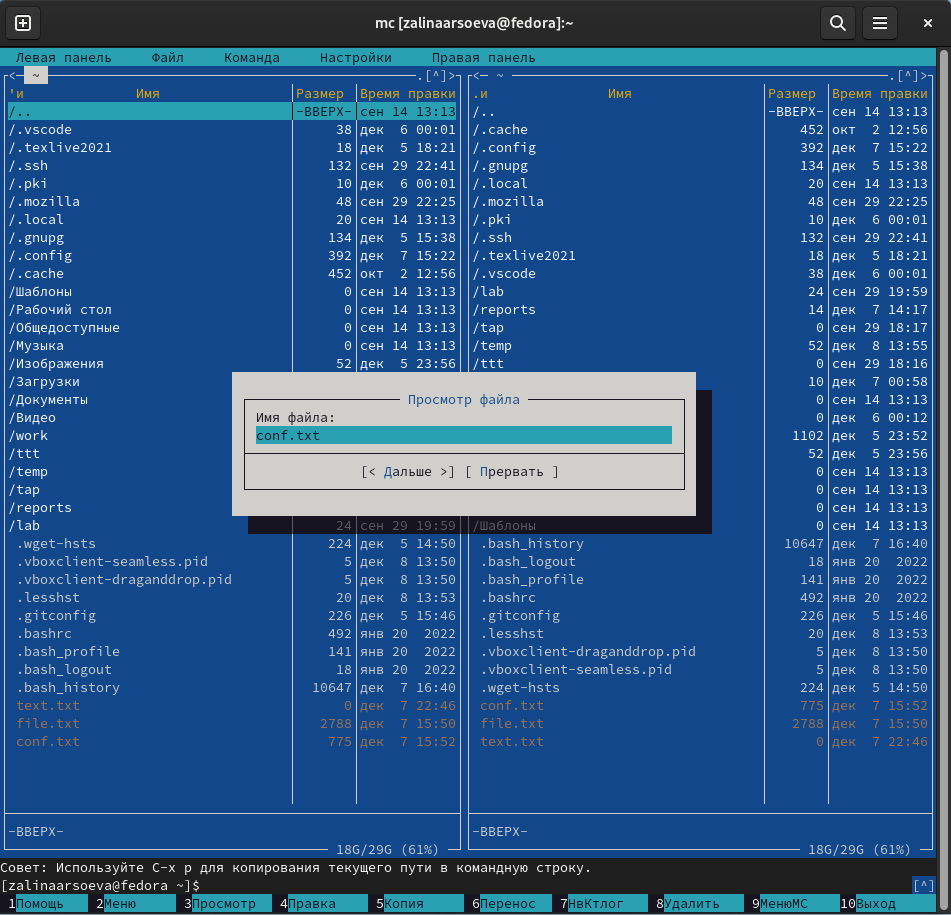 mc [zalinaarsoeva@fedora]:~
Левая панель Файл Команда Настройки Правая панель
<─ ~ .[^]>
'и Имя Размер Время правки
/.. -ВВЕРХ- сен 14 13:13
/.vscode 38 дек 6 00:01
/.texlive2021 18 дек 5 18:21
/.ssh 132 сен 29 22:41
/.pki 10 дек 6 00:01
/.mozilla 48 сен 29 22:25
/.local 20 сен 14 13:13
/.gnupg 134 дек 5 15:38
/.config 392 дек 7 15:22
/.cache 452 окт 2 12:56
/Шаблоны 0 сен 14 13:13
/Рабочий стол 0 сен 14 13:13
/Общедоступные 0 сен 14 13:13
/Музыка 0 сен 14 13:13
/Изображения 52 дек 5 23:56
/Загрузки
/Документы
/Видео
/work
/ttt
/temp
/tap
/reports
/lab 24 сен 29 19:59
.wget-hsts 224 дек 5 14:50
.vboxclient-seamless.pid 5 дек 8 13:50
.vboxclient-draganddrop.pid 5 дек 8 13:50
.lesshst 20 дек 8 13:53
.gitconfig 226 дек 5 15:46
.bashrc 492 янв 20 2022
.bash_profile 141 янв 20 2022
.bash_logout 18 янв 20 2022
.bash_history 10647 дек 7 16:40
text.txt 0 дек 7 22:46
file.txt 2788 дек 7 15:50
conf.txt 775 дек 7 15:52
-ВВЕРХ-
18G/29G (61%)
<─ ~ .[^]>
.и Имя Размер Время правки
/.. -ВВЕРХ- сен 14 13:13
/.cache 452 окт 2 12:56
/.config 392 дек 7 15:22
/.gnupg 134 дек 5 15:38
/.local 20 сен 14 13:13
/.mozilla 48 сен 29 22:25
/.pki 10 дек 6 00:01
/.ssh 132 сен 29 22:41
/.texlive2021 18 дек 5 18:21
/.vscode 38 дек 6 00:01
/lab 24 сен 29 19:59
/reports 14 дек 7 14:17
/tap 0 сен 29 18:17
/temp 52 дек 8 13:55
/ttt 0 сен 29 18:16
10 дек 7 00:58
0 сен 14 13:13
0 дек 6 00:12
1102 дек 5 23:52
52 дек 5 23:56
0 сен 14 13:13
0 сен 14 13:13
0 сен 14 13:13
/Шаблоны 0 сен 14 13:13
.bash_history 10647 дек 7 16:40
.bash_logout 18 янв 20 2022
.bash_profile 141 янв 20 2022
.bashrc 492 янв 20 2022
.gitconfig 226 дек 5 15:46
.lesshst 20 дек 8 13:53
.vboxclient-draganddrop.pid 5 дек 8 13:50
.vboxclient-seamless.pid 5 дек 8 13:50
.wget-hsts 224 дек 5 14:50
conf.txt 775 дек 7 15:52
file.txt 2788 дек 7 15:50
text.txt 0 дек 7 22:46
-ВВЕРХ-
18G/29G (61%)
Просмотр файла
Имя файла:
conf.txt
[< Дальше >] [ Прервать ]
Совет: Используйте C-x p для копирования текущего пути в командную строку.
[zalinaarsoeva@fedora ~]$ [^]
1Помощь 2Меню 3Просмотр 4Правка 5Копия 6Перенос 7НвКтлог 8Удалить 9МенюМС 10Выход